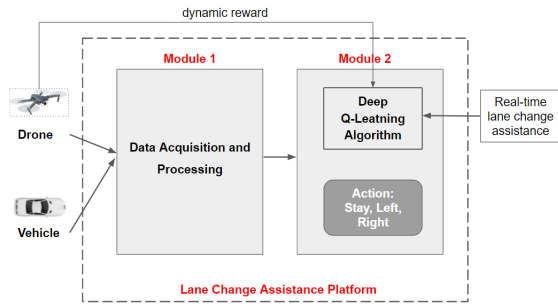 dynamic reward
Module 1
Module 2
Drone
Vehicle
Data Acquisition and
Processing
Deep
Q-Leatning
Algorithm
Action:
Stay, Left,
Right
Real-time
lane change
assistance
Lane Change Assistance Platform